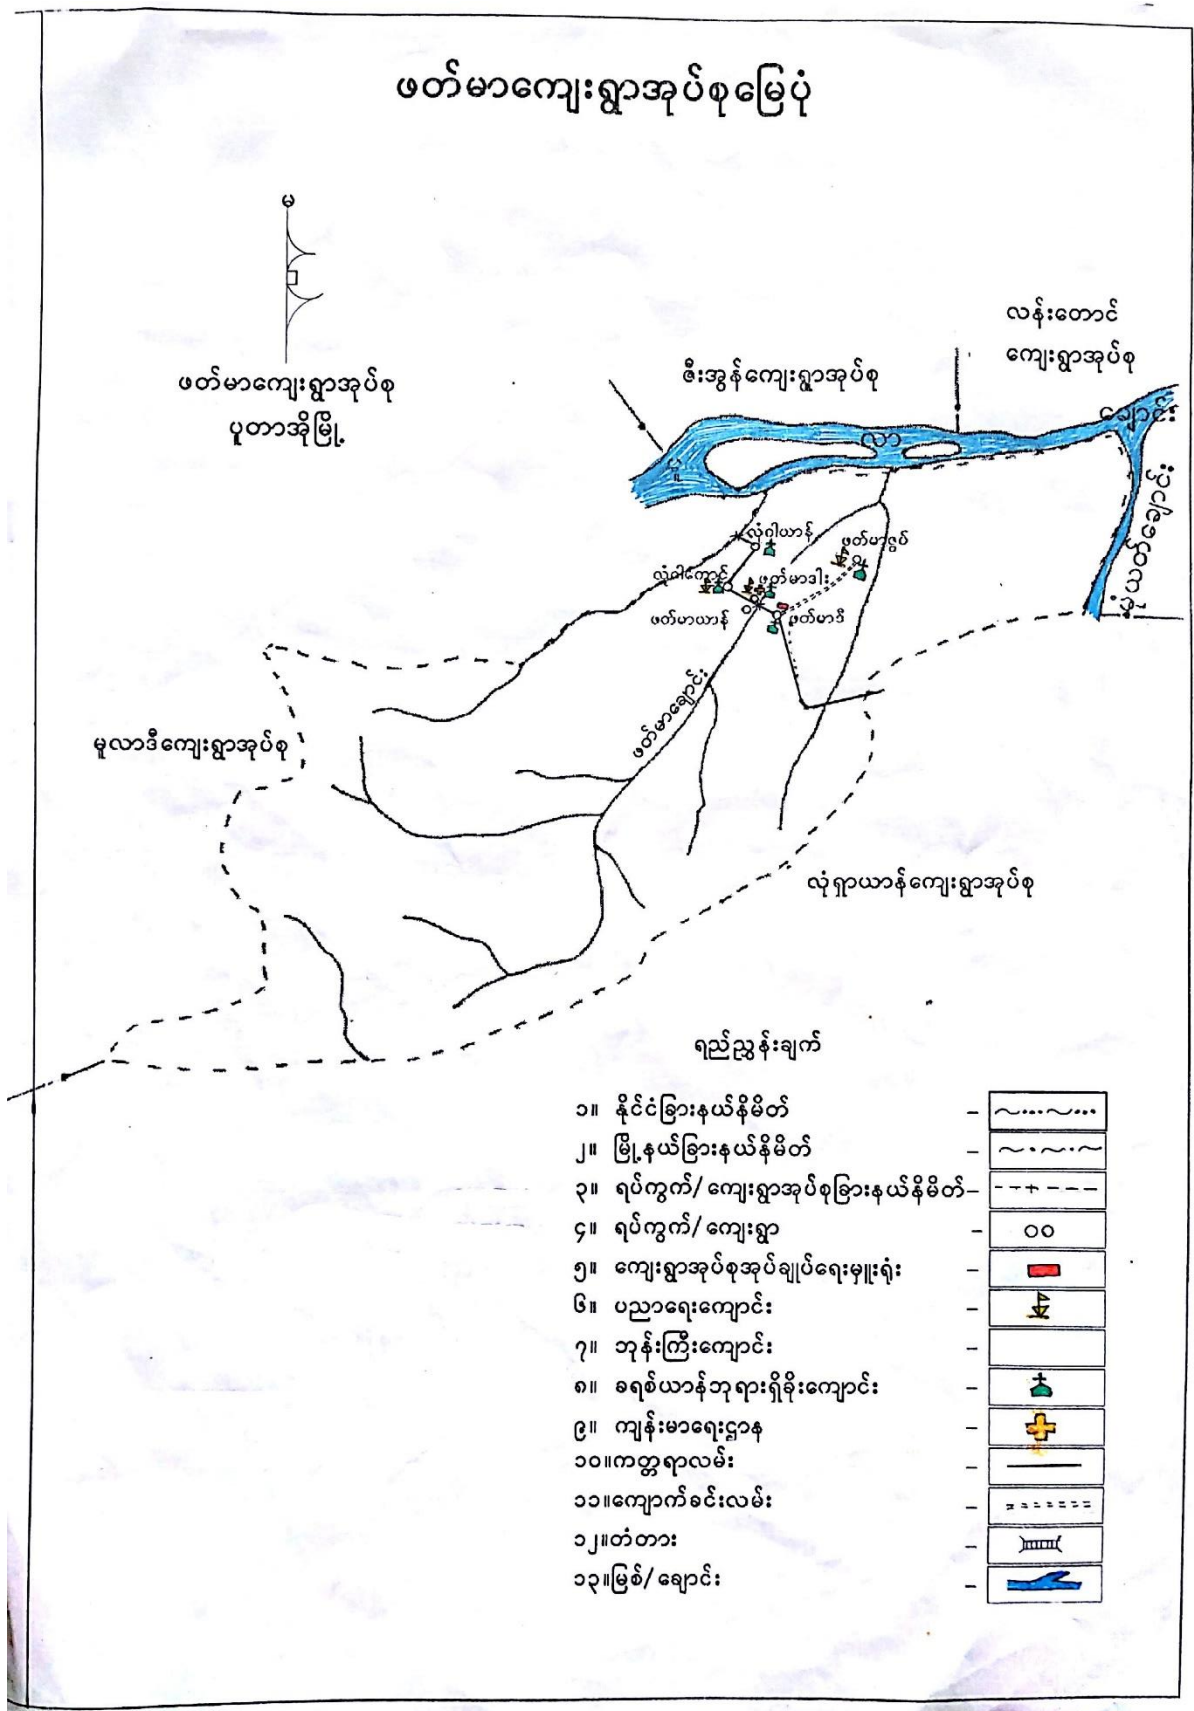 ဖတ်မာကျေးရွာအုပ်စုမြေပုံ
မ
ဖတ်မာကျေးရွာအုပ်စု
ပူတာအိုမြို့
လန်းတောင်
ကျေးရွာအုပ်စု
ဇီးအွန်ကျေးရွာအုပ်စု
ချောင်း
လာ
မူ
မုံယတ်ချောင်း
လုံဂါယာန်
ဖတ်မာဇွပ်
လုံဂါကောင်
ဖတ်မာဒါး
ဖတ်မာယာန်
ဖတ်မာဒီ
ဖတ်မာချောင်း
မူလာဒီကျေးရွာအုပ်စု
လုံရှာယာန်ကျေးရွာအုပ်စု
ရည်ညွှန်းချက်
၁။ နိုင်ငံခြားနယ်နိမိတ် –
၂။ မြို့နယ်ခြားနယ်နိမိတ် –
၃။ ရပ်ကွက်/ကျေးရွာအုပ်စုခြားနယ်နိမိတ် –
၄။ ရပ်ကွက်/ကျေးရွာ –
၅။ ကျေးရွာအုပ်စုအုပ်ချုပ်ရေးမှူးရုံး –
၆။ ပညာရေးကျောင်း –
၇။ ဘုန်းကြီးကျောင်း –
၈။ ခရစ်ယာန်ဘုရားရှိခိုးကျောင်း –
၉။ ကျန်းမာရေးဌာန –
၁၀။ကတ္တရာလမ်း –
၁၁။ကျောက်ခင်းလမ်း –
၁၂။တံတား –
၁၃။မြစ်/ချောင်း –